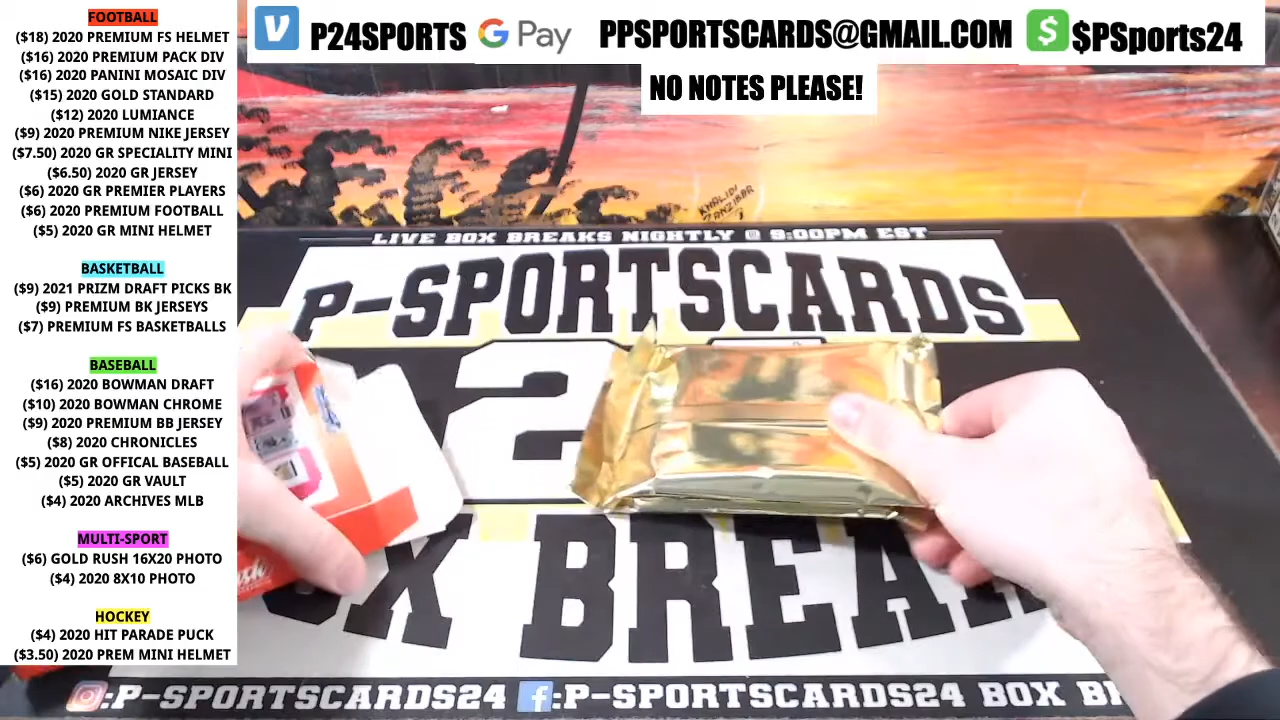 FOOTBALL
($18) 2020 PREMIUM FS HELMET
($16) 2020 PREMIUM PACK DIV
($16) 2020 PANINI MOSAIC DIV
($15) 2020 GOLD STANDARD
($12) 2020 LUMIANCE
($9) 2020 PREMIUM NIKE JERSEY
($7.50) 2020 GR SPECIALITY MINI
($6.50) 2020 GR JERSEY
($6) 2020 GR PREMIER PLAYERS
($6) 2020 PREMIUM FOOTBALL
($5) 2020 GR MINI HELMET
BASKETBALL
($9) 2021 PRIZM DRAFT PICKS BK
($9) PREMIUM BK JERSEYS
($7) PREMIUM FS BASKETBALLS
BASEBALL
($16) 2020 BOWMAN DRAFT
($10) 2020 BOWMAN CHROME
($9) 2020 PREMIUM BB JERSEY
($8) 2020 CHRONICLES
($5) 2020 GR OFFICAL BASEBALL
($5) 2020 GR VAULT
($4) 2020 ARCHIVES MLB
MULTI-SPORT
($6) GOLD RUSH 16X20 PHOTO
($4) 2020 8X10 PHOTO
HOCKEY
($4) 2020 HIT PARADE PUCK
($3.50) 2020 PREM MINI HELMET
P24SPORTS G Pay PPSPORTSCARDS@GMAIL.COM $ $PSports24
NO NOTES PLEASE!
KHALIDI
ZANZIBAR
LIVE BOX BREAKS NIGHTLY @ 9:00PM EST
P-SPORTSCARDS
2
OX BREA
:P-SPORTSCARDS24 f:P-SPORTSCARDS24 BOX B